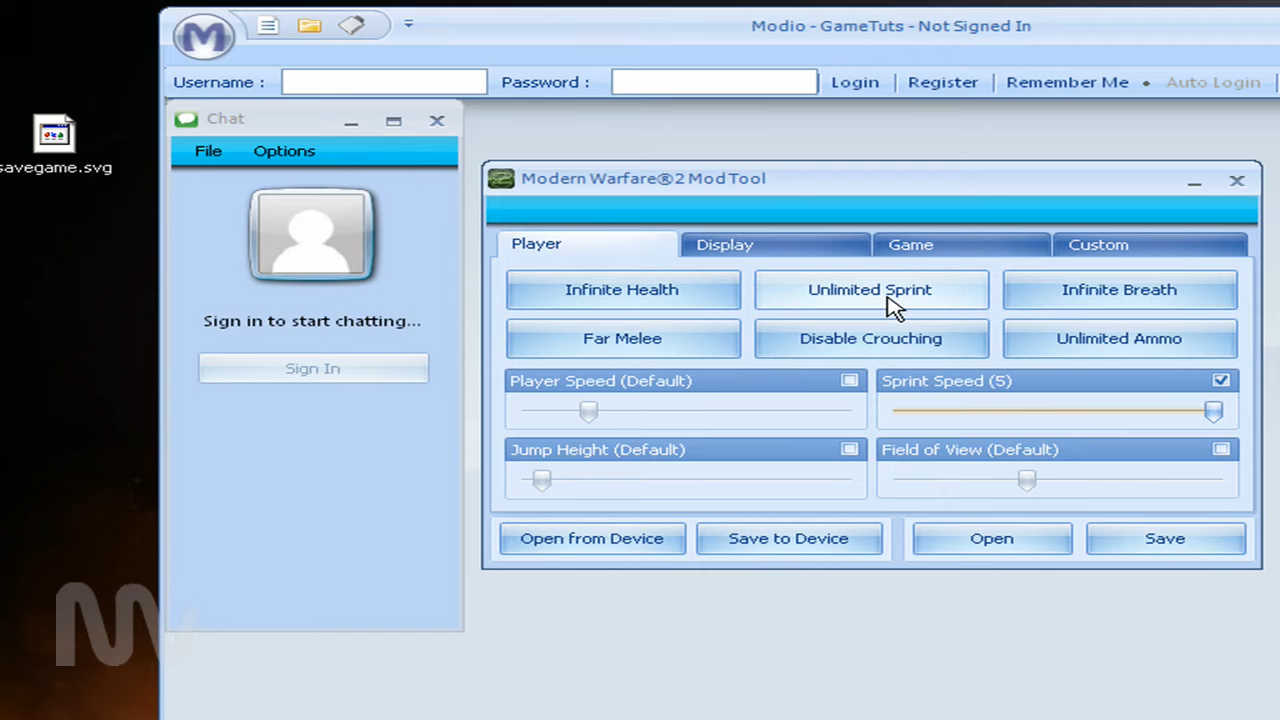 Modio - GameTuts - Not Signed In
Username :
Password :
Login
Register
Remember Me
Auto Login
Chat
File
Options
savegame.svg
Sign in to start chatting...
Sign In
Modern Warfare®2 Mod Tool
Player
Display
Game
Custom
Infinite Health
Unlimited Sprint
Infinite Breath
Far Melee
Disable Crouching
Unlimited Ammo
Player Speed (Default)
Sprint Speed (5)
Jump Height (Default)
Field of View (Default)
Open from Device
Save to Device
Open
Save